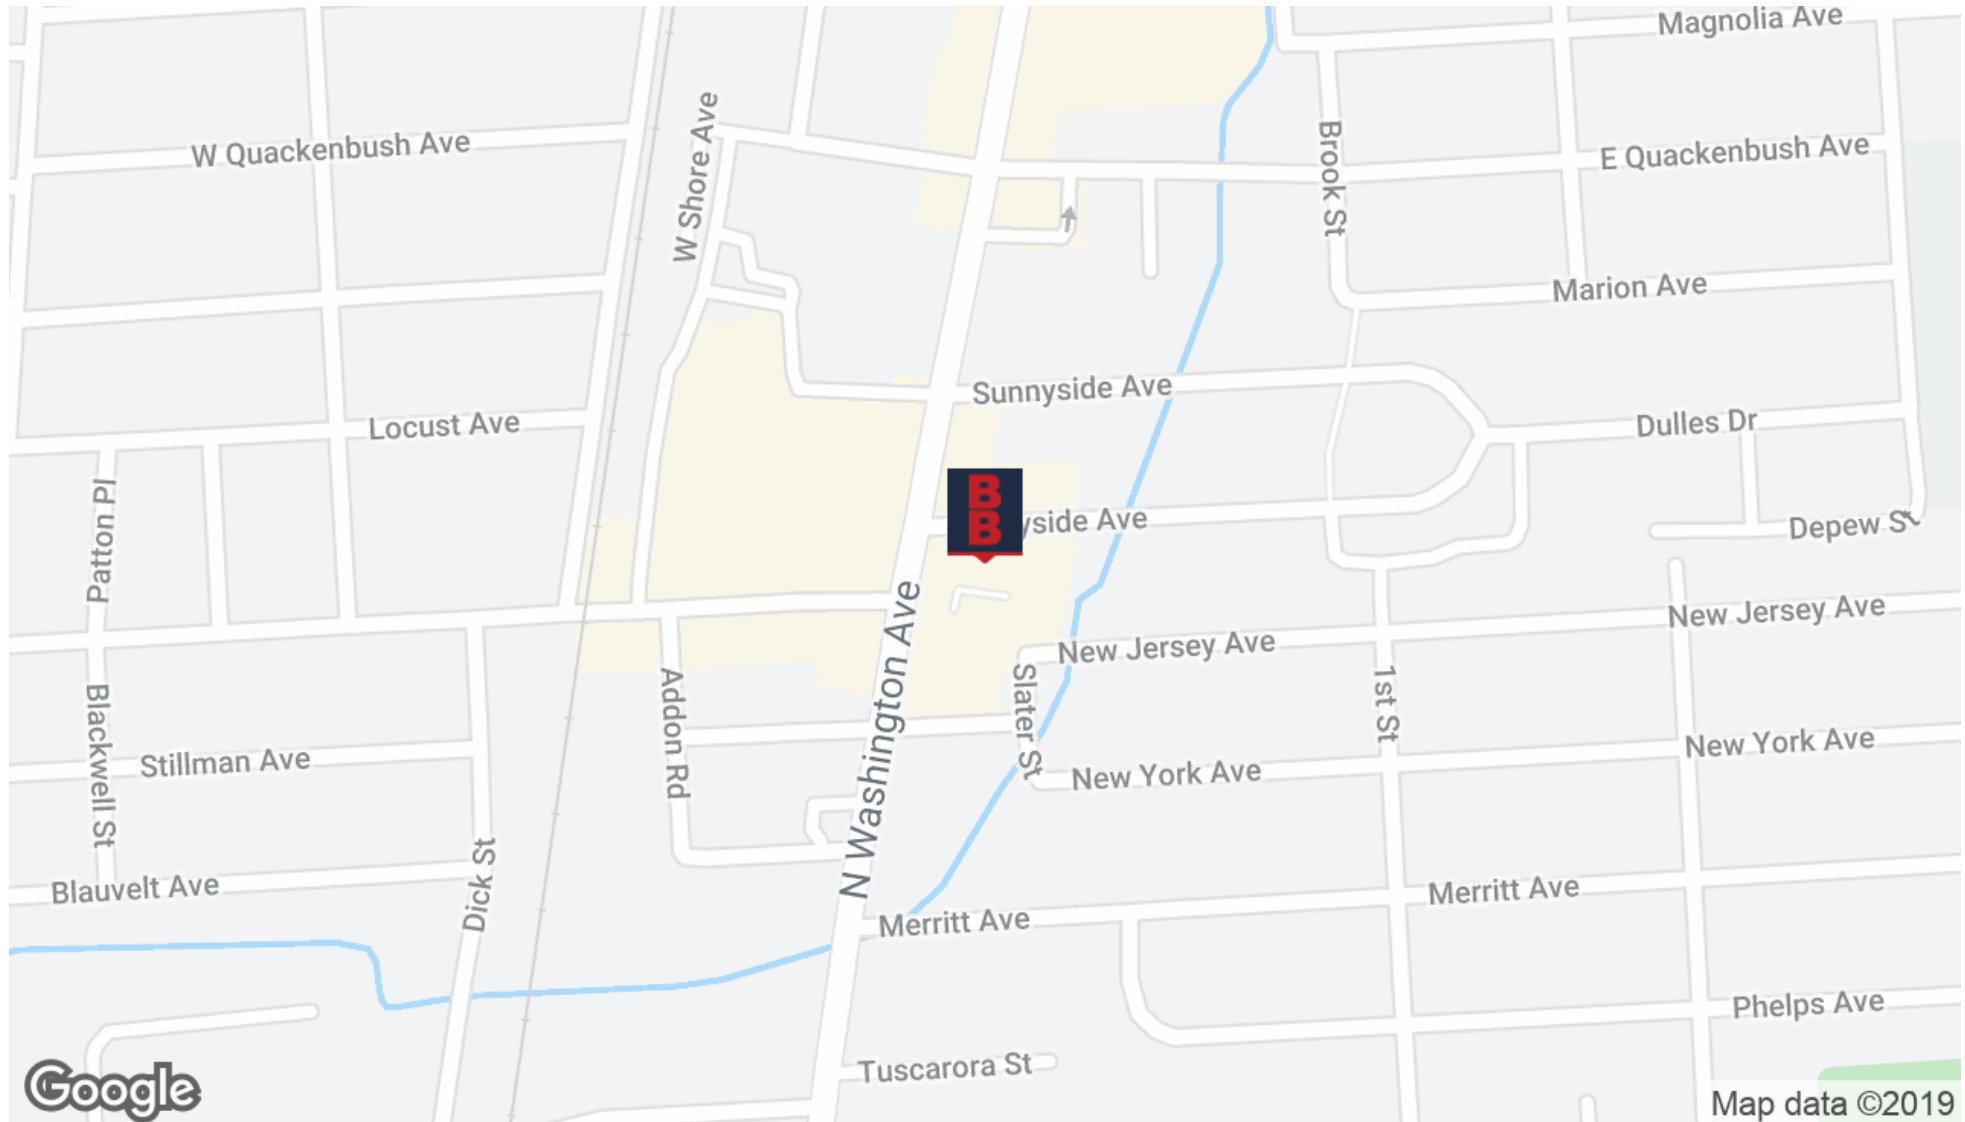 Magnolia Ave
W Quackenbush Ave
W Shore Ave
Brook St
E Quackenbush Ave
Marion Ave
Sunnyside Ave
Locust Ave
Dulles Dr
Patton Pl
B
B
yside Ave
Depew St
N Washington Ave
New Jersey Ave
New Jersey Ave
Slater St
Addon Rd
1st St
Blackwell St
Stillman Ave
New York Ave
New York Ave
Dick St
Blauvelt Ave
Merritt Ave
Merritt Ave
Phelps Ave
Tuscarora St
Google
Map data ©2019